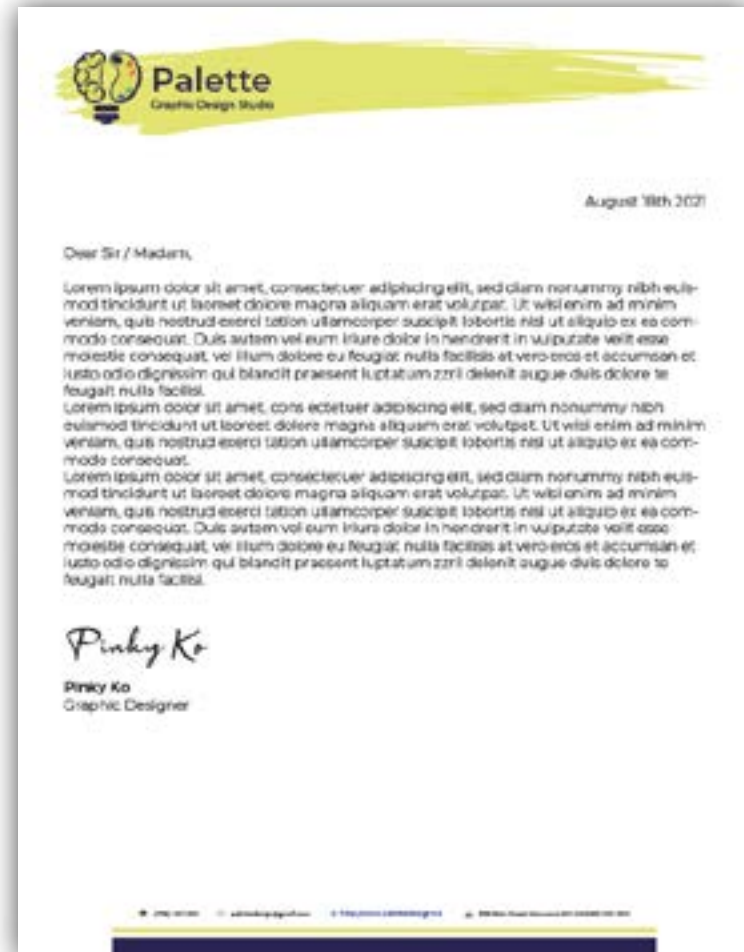 Palette
Graphic Design Studio
August 18th 2021
Dear Sir / Madam,
Lorem ipsum dolor sit amet, consectetuer adipiscing elit, sed diam nonummy nibh euis-
mod tincidunt ut laoreet dolore magna aliquam erat volutpat. Ut wisi enim ad minim
veniam, quis nostrud exerci tation ullamcorper suscipit lobortis nisl ut aliquip ex ea com-
modo consequat. Duis autem vel eum iriure dolor in hendrerit in vulputate velit esse
molestie consequat, vel illum dolore eu feugiat nulla facilisis at vero eros et accumsan et
iusto odio dignissim qui blandit praesent luptatum zzril delenit augue duis dolore te
feugait nulla facilisi.
Lorem ipsum dolor sit amet, cons ectetuer adipiscing elit, sed diam nonummy nibh
euismod tincidunt ut laoreet dolore magna aliquam erat volutpat. Ut wisi enim ad minim
veniam, quis nostrud exerci tation ullamcorper suscipit lobortis nisl ut aliquip ex ea com-
modo consequat.
Lorem ipsum dolor sit amet, consectetuer adipiscing elit, sed diam nonummy nibh euis-
mod tincidunt ut laoreet dolore magna aliquam erat volutpat. Ut wisi enim ad minim
veniam, quis nostrud exerci tation ullamcorper suscipit lobortis nisl ut aliquip ex ea com-
modo consequat. Duis autem vel eum iriure dolor in hendrerit in vulputate velit esse
molestie consequat, vel illum dolore eu feugiat nulla facilisis at vero eros et accumsan et
iusto odio dignissim qui blandit praesent luptatum zzril delenit augue duis dolore te
feugait nulla facilisi.
Pinky Ko
Pinky Ko
Graphic Designer